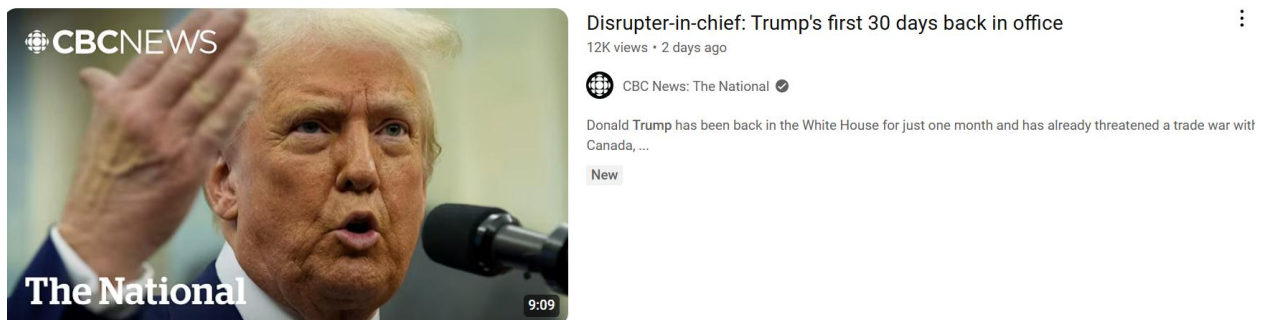 CBCNEWS
The National
9:09
Disrupter-in-chief: Trump's first 30 days back in office
12K views • 2 days ago
CBC News: The National
Donald Trump has been back in the White House for just one month and has already threatened a trade war with
Canada, ...
New